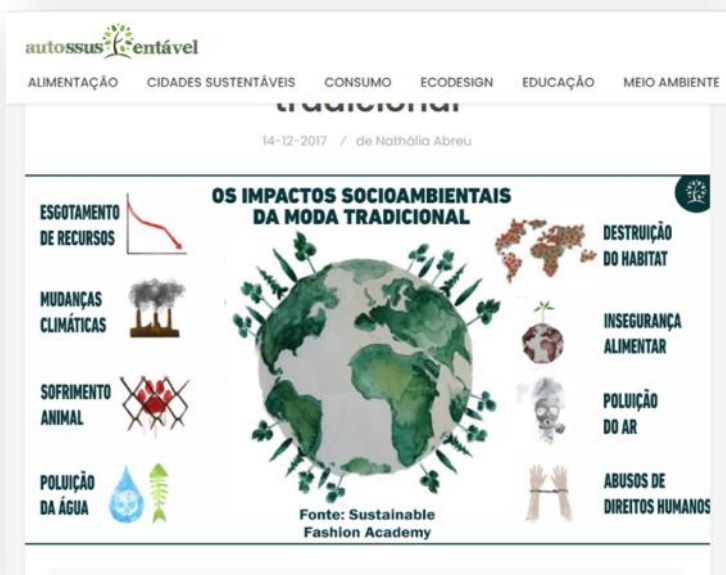 autossustentável
ALIMENTAÇÃO CIDADES SUSTENTÁVEIS CONSUMO ECODESIGN EDUCAÇÃO MEIO AMBIENTE
tradicional
14-12-2017 / de Nathália Abreu
OS IMPACTOS SOCIOAMBIENTAIS
DA MODA TRADICIONAL
ESGOTAMENTO
DE RECURSOS
MUDANÇAS
CLIMÁTICAS
SOFRIMENTO
ANIMAL
POLUIÇÃO
DA ÁGUA
DESTRUIÇÃO
DO HABITAT
INSEGURANÇA
ALIMENTAR
POLUIÇÃO
DO AR
ABUSOS DE
DIREITOS HUMANOS
Fonte: Sustainable
Fashion Academy